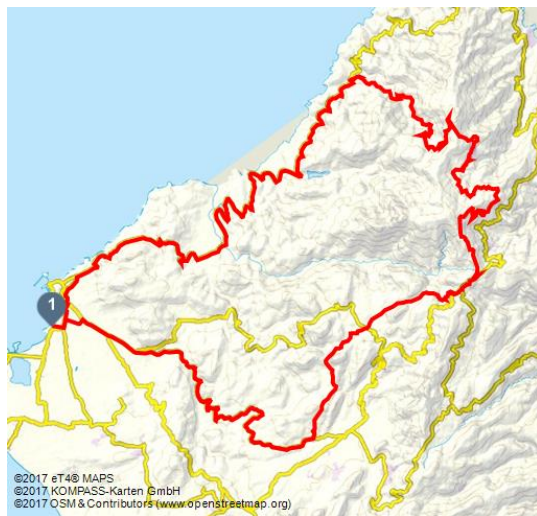 1
©2017 eT4® MAPS
©2017 KOMPASS-Karten GmbH
©2017 OSM & Contributors (www.openstreetmap.org)